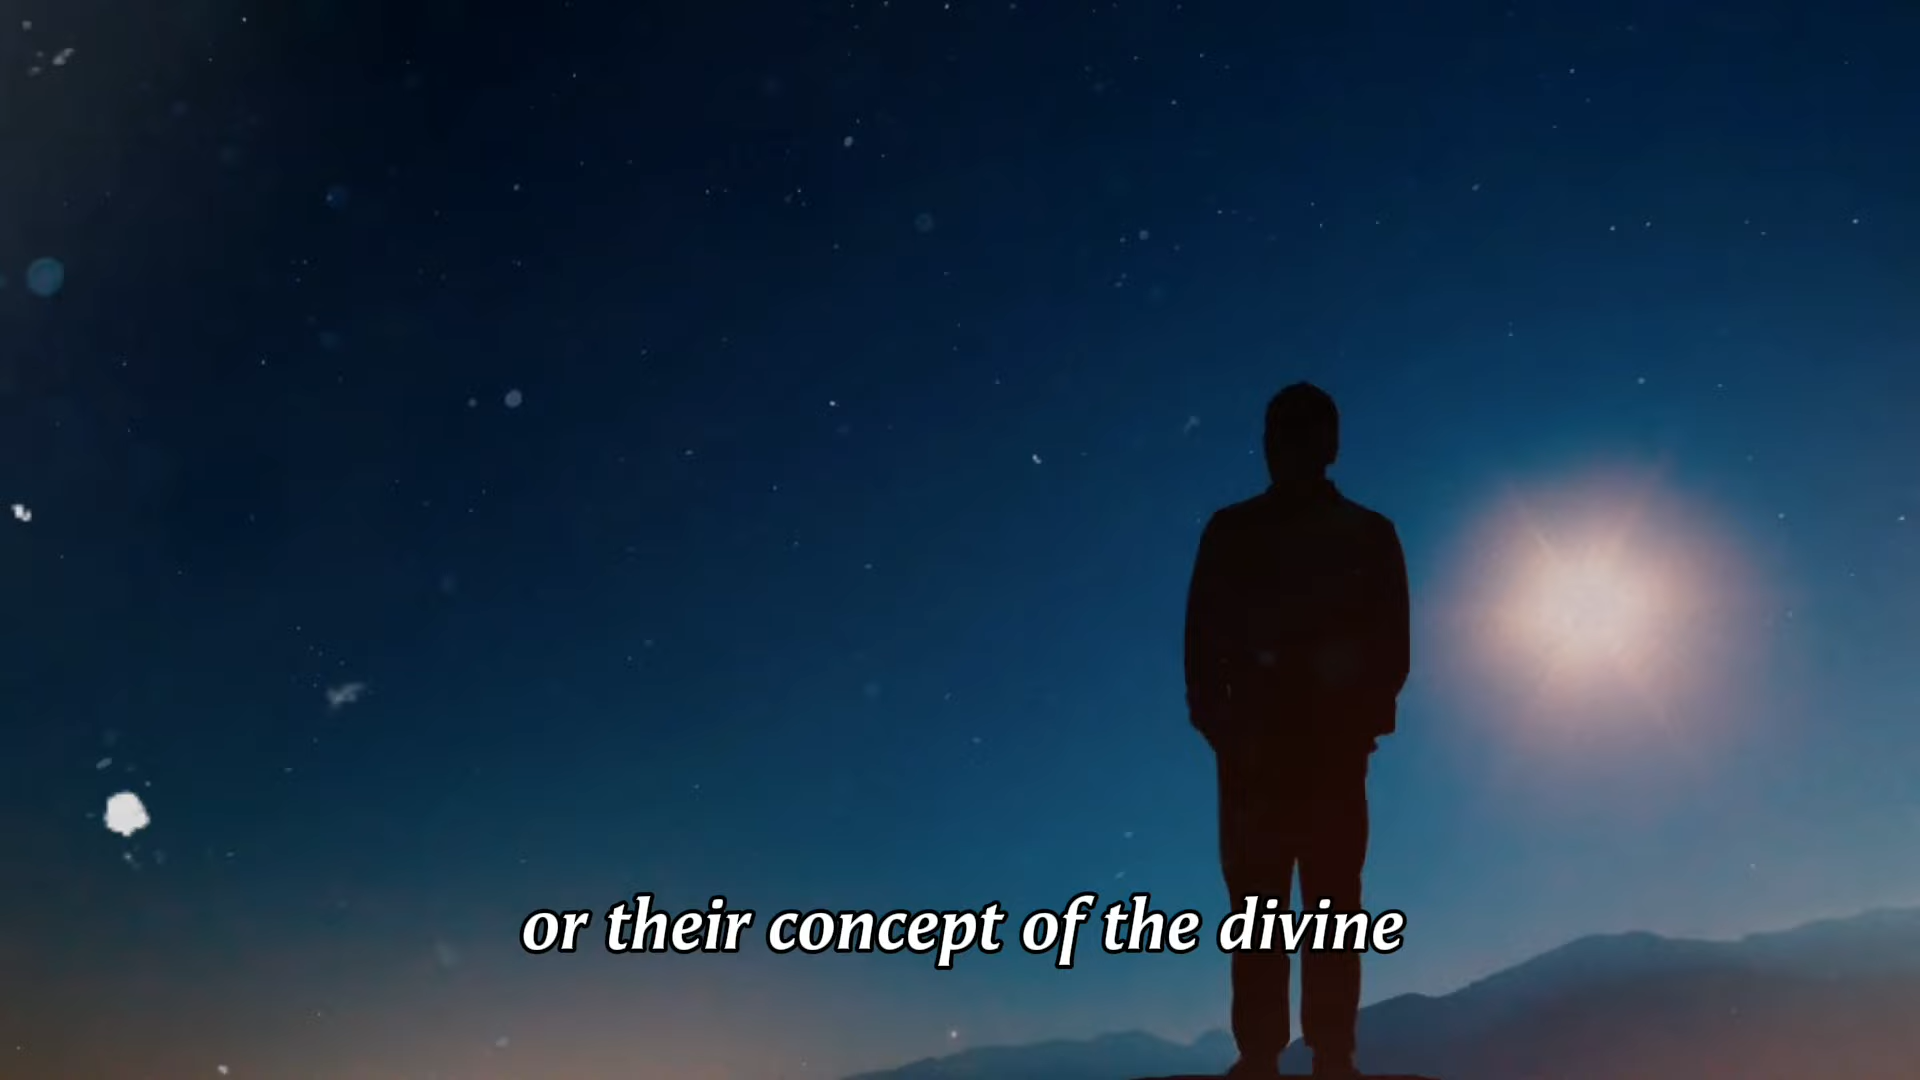 or their concept of the divine